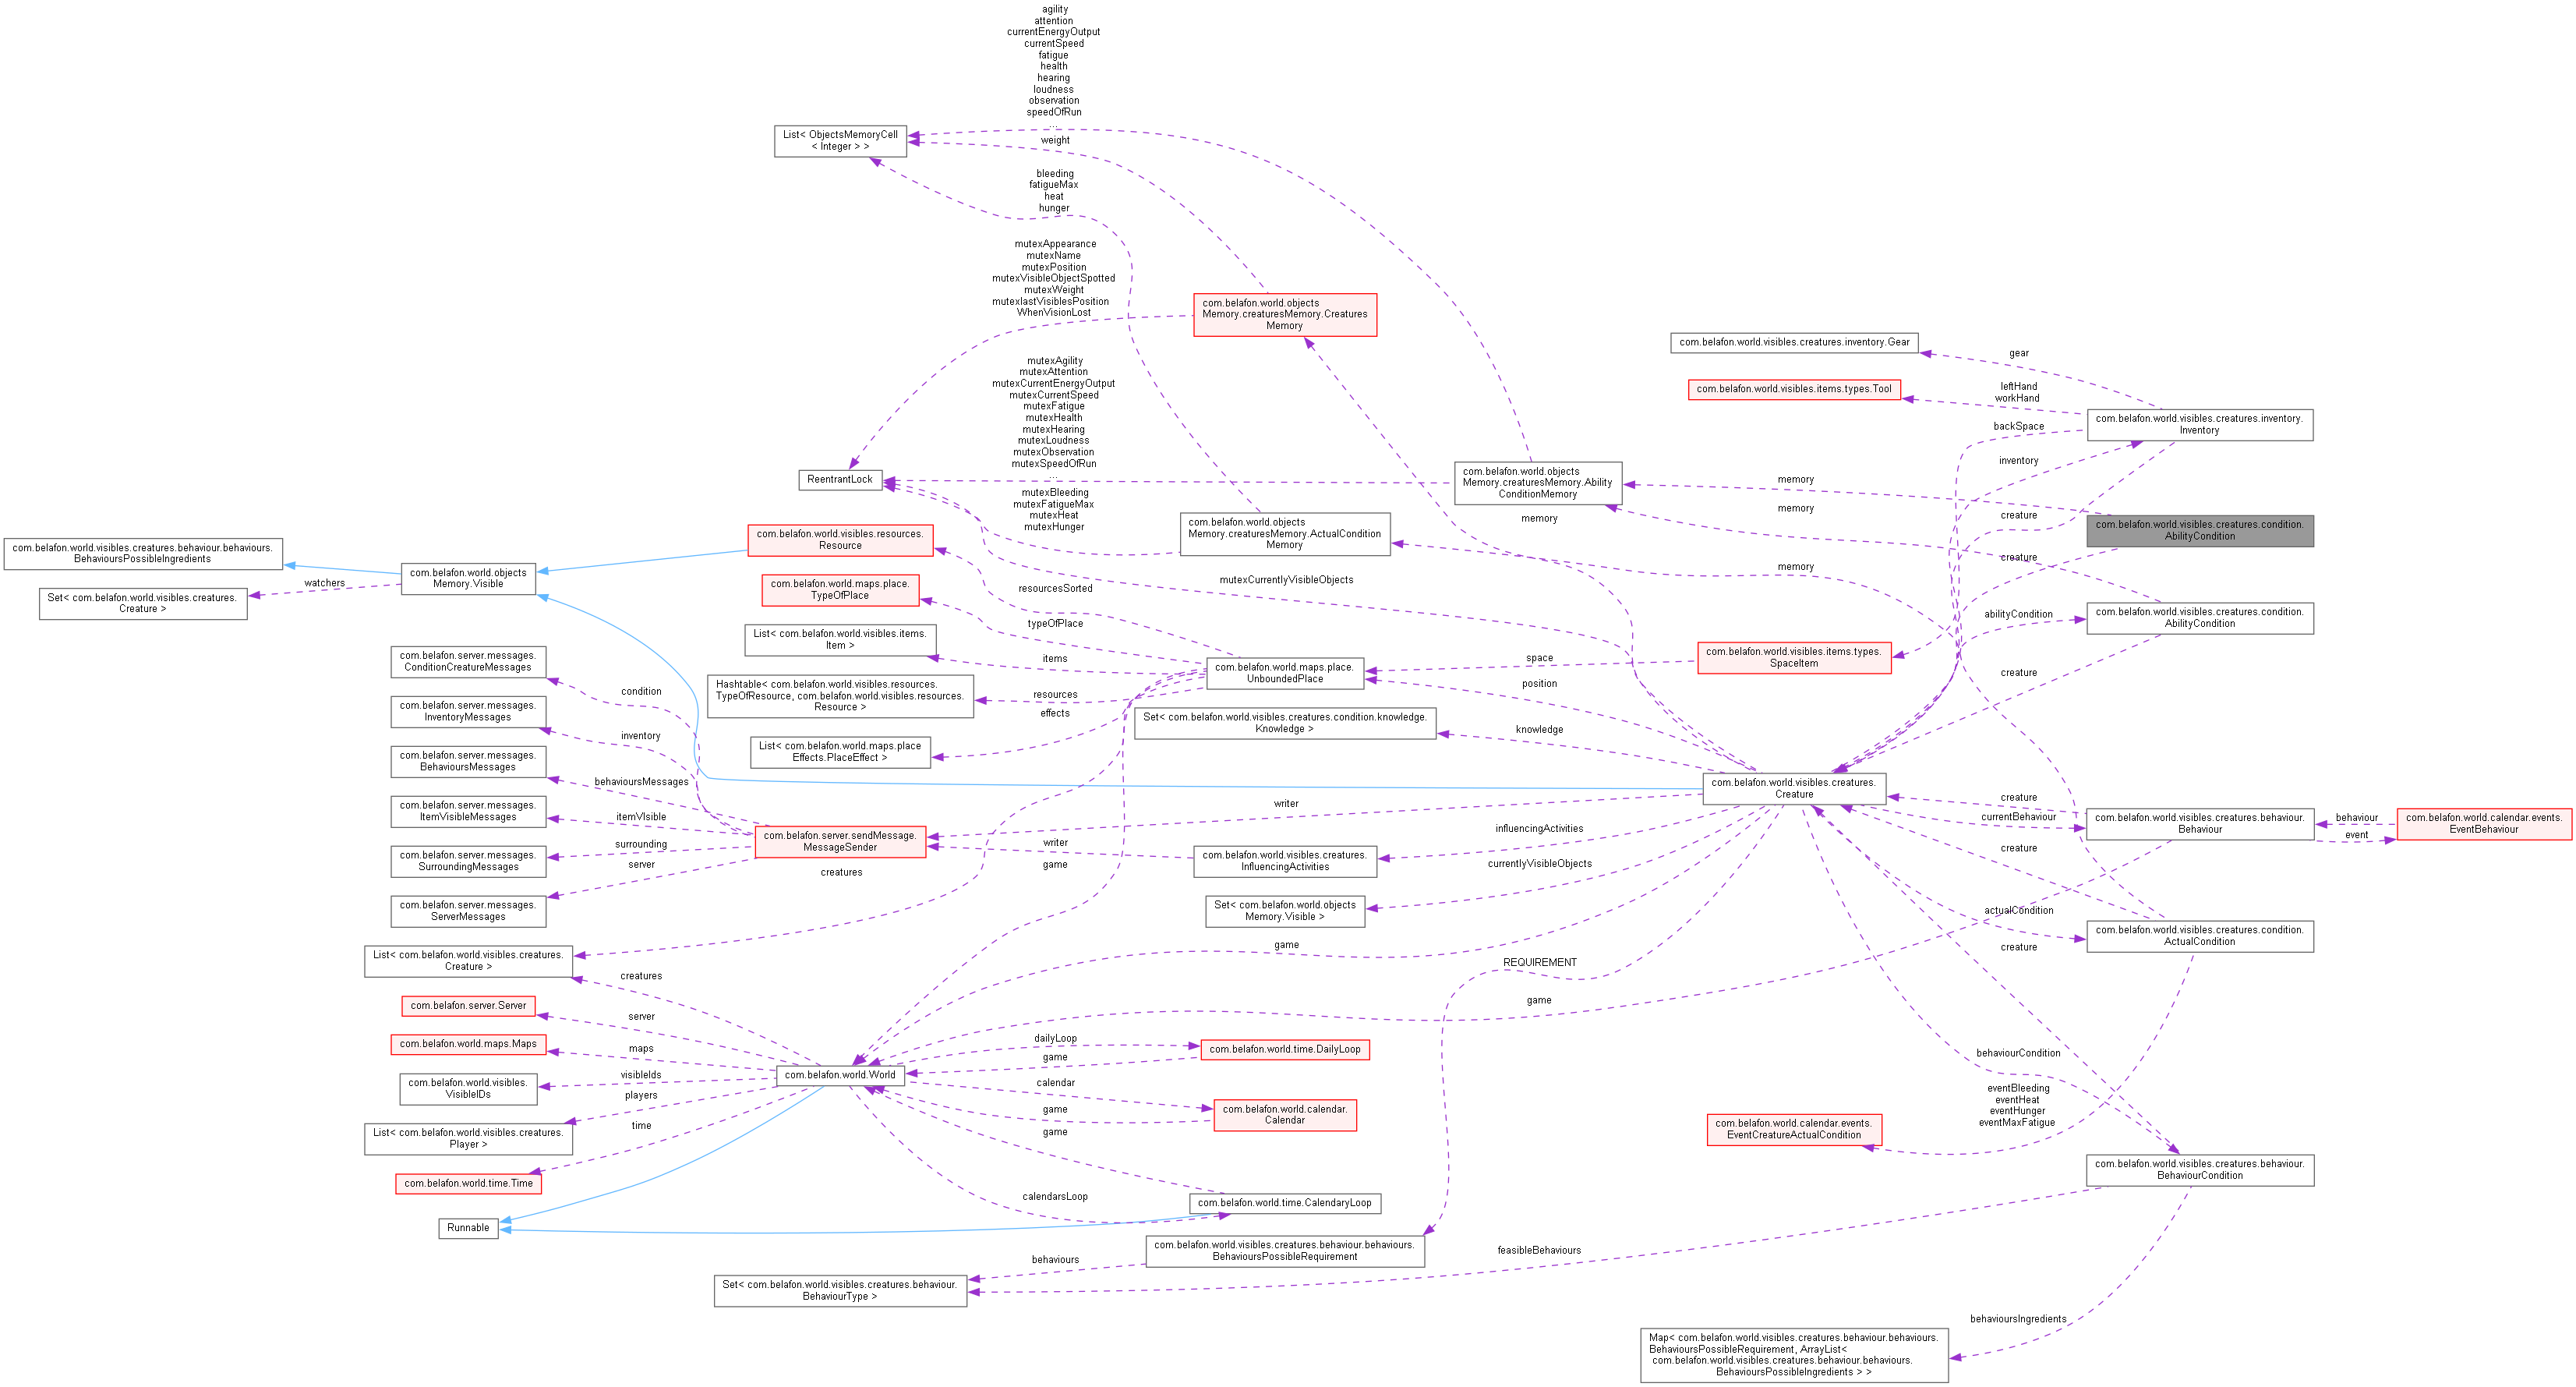 agility
attention
currentEnergyOutput
currentSpeed
fatigue
health
hearing
loudness
observation
speedOfRun
...
List< ObjectsMemoryCell
< Integer > >
weight
bleeding
fatigueMax
heat
hunger
mutexAppearance
mutexName
mutexPosition
mutexVisibleObjectSpotted
mutexWeight
mutexlastVisiblesPosition
WhenVisionLost
com.belafon.world.objects
Memory.creaturesMemory.Creatures
Memory
com.belafon.world.visibles.creatures.inventory.Gear
gear
mutexAgility
mutexAttention
mutexCurrentEnergyOutput
mutexCurrentSpeed
mutexFatigue
mutexHealth
mutexHearing
mutexLoudness
mutexObservation
mutexSpeedOfRun
...
com.belafon.world.visibles.items.types.Tool
leftHand
workHand
com.belafon.world.visibles.creatures.inventory.
Inventory
backSpace
inventory
ReentrantLock
com.belafon.world.objects
Memory.creaturesMemory.Ability
ConditionMemory
memory
memory
mutexBleeding
mutexFatigueMax
mutexHeat
mutexHunger
com.belafon.world.objects
Memory.creaturesMemory.ActualCondition
Memory
memory
creature
com.belafon.world.visibles.creatures.condition.
AbilityCondition
com.belafon.world.visibles.creatures.behaviour.behaviours.
BehavioursPossibleIngredients
com.belafon.world.visibles.resources.
Resource
com.belafon.world.objects
Memory.Visible
watchers
Set< com.belafon.world.visibles.creatures.
Creature >
com.belafon.world.maps.place.
TypeOfPlace
resourcesSorted
mutexCurrentlyVisibleObjects
memory
creature
typeOfPlace
abilityCondition
com.belafon.world.visibles.creatures.condition.
AbilityCondition
List< com.belafon.world.visibles.items.
Item >
items
com.belafon.world.maps.place.
UnboundedPlace
space
com.belafon.world.visibles.items.types.
SpaceItem
com.belafon.server.messages.
ConditionCreatureMessages
condition
Hashtable< com.belafon.world.visibles.resources.
TypeOfResource, com.belafon.world.visibles.resources.
Resource >
resources
position
creature
com.belafon.server.messages.
InventoryMessages
inventory
effects
Set< com.belafon.world.visibles.creatures.condition.knowledge.
Knowledge >
knowledge
List< com.belafon.world.maps.place
Effects.PlaceEffect >
com.belafon.server.messages.
BehavioursMessages
behavioursMessages
com.belafon.world.visibles.creatures.
Creature
com.belafon.server.messages.
ItemVisibleMessages
itemVIsible
com.belafon.server.sendMessage.
MessageSender
writer
creature
currentBehaviour
com.belafon.world.visibles.creatures.behaviour.
Behaviour
behaviour
event
com.belafon.world.calendar.events.
EventBehaviour
com.belafon.server.messages.
SurroundingMessages
surrounding
server
writer
influencingActivities
com.belafon.world.visibles.creatures.
InfluencingActivities
creature
com.belafon.server.messages.
ServerMessages
creatures
game
currentlyVisibleObjects
Set< com.belafon.world.objects
Memory.Visible >
actualCondition
com.belafon.world.visibles.creatures.condition.
ActualCondition
List< com.belafon.world.visibles.creatures.
Creature >
game
creature
creatures
REQUIREMENT
com.belafon.server.Server
server
game
com.belafon.world.maps.Maps
maps
dailyLoop
game
com.belafon.world.time.DailyLoop
behaviourCondition
com.belafon.world.visibles.
VisibleIDs
visibleIds
com.belafon.world.World
calendar
players
game
com.belafon.world.calendar.
Calendar
eventBleeding
eventHeat
eventHunger
eventMaxFatigue
com.belafon.world.calendar.events.
EventCreatureActualCondition
List< com.belafon.world.visibles.creatures.
Player >
time
game
com.belafon.world.time.Time
calendarsLoop
com.belafon.world.time.CalendaryLoop
com.belafon.world.visibles.creatures.behaviour.
BehaviourCondition
Runnable
com.belafon.world.visibles.creatures.behaviour.behaviours.
BehavioursPossibleRequirement
behaviours
feasibleBehaviours
Set< com.belafon.world.visibles.creatures.behaviour.
BehaviourType >
behavioursIngredients
Map< com.belafon.world.visibles.creatures.behaviour.behaviours.
BehavioursPossibleRequirement, ArrayList<
com.belafon.world.visibles.creatures.behaviour.behaviours.
BehavioursPossibleIngredients > >